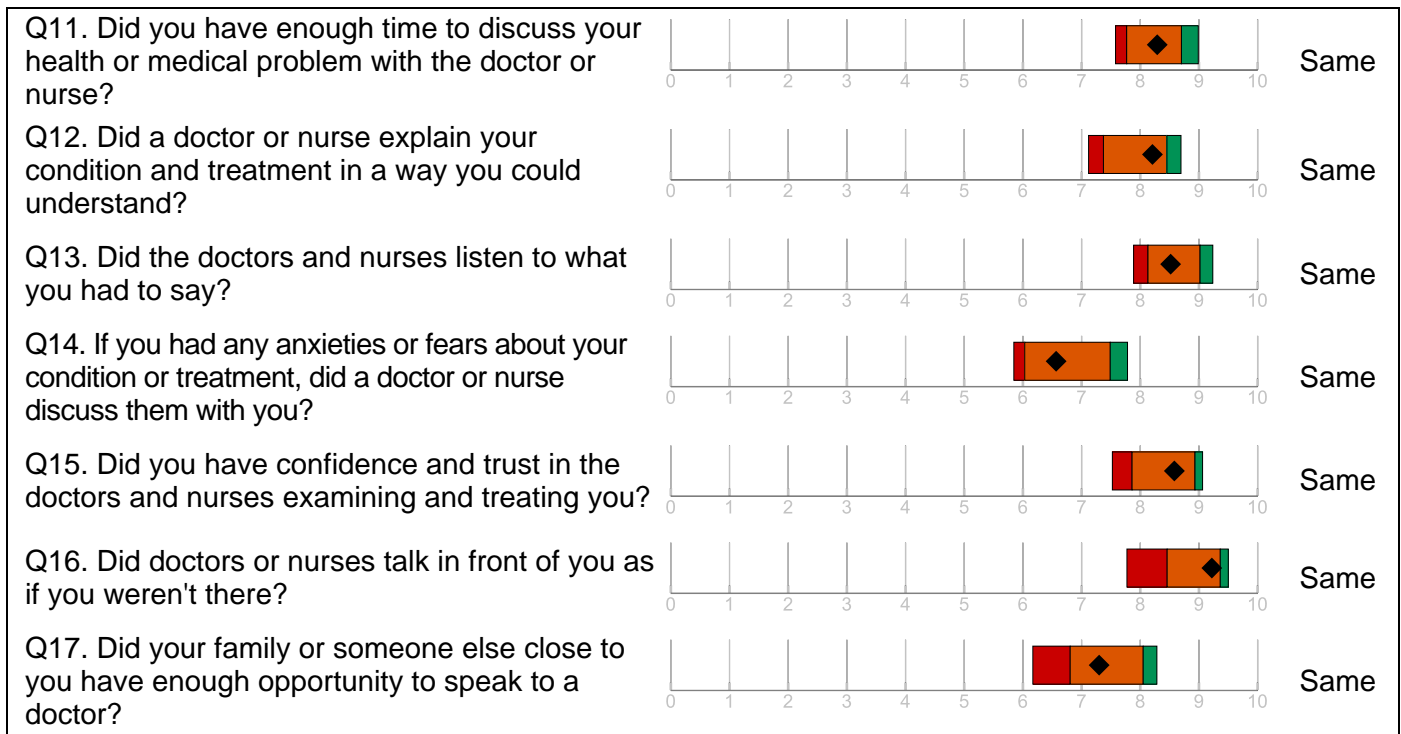 Q11. Did you have enough time to discuss your
health or medical problem with the doctor or
nurse?
0 1 2 3 4 5 6 7 8 9 10
Same
Q12. Did a doctor or nurse explain your
condition and treatment in a way you could
understand?
0 1 2 3 4 5 6 7 8 9 10
Same
Q13. Did the doctors and nurses listen to what
you had to say?
0 1 2 3 4 5 6 7 8 9 10
Same
Q14. If you had any anxieties or fears about your
condition or treatment, did a doctor or nurse
discuss them with you?
0 1 2 3 4 5 6 7 8 9 10
Same
Q15. Did you have confidence and trust in the
doctors and nurses examining and treating you?
0 1 2 3 4 5 6 7 8 9 10
Same
Q16. Did doctors or nurses talk in front of you as
if you weren't there?
0 1 2 3 4 5 6 7 8 9 10
Same
Q17. Did your family or someone else close to
you have enough opportunity to speak to a
doctor?
0 1 2 3 4 5 6 7 8 9 10
Same